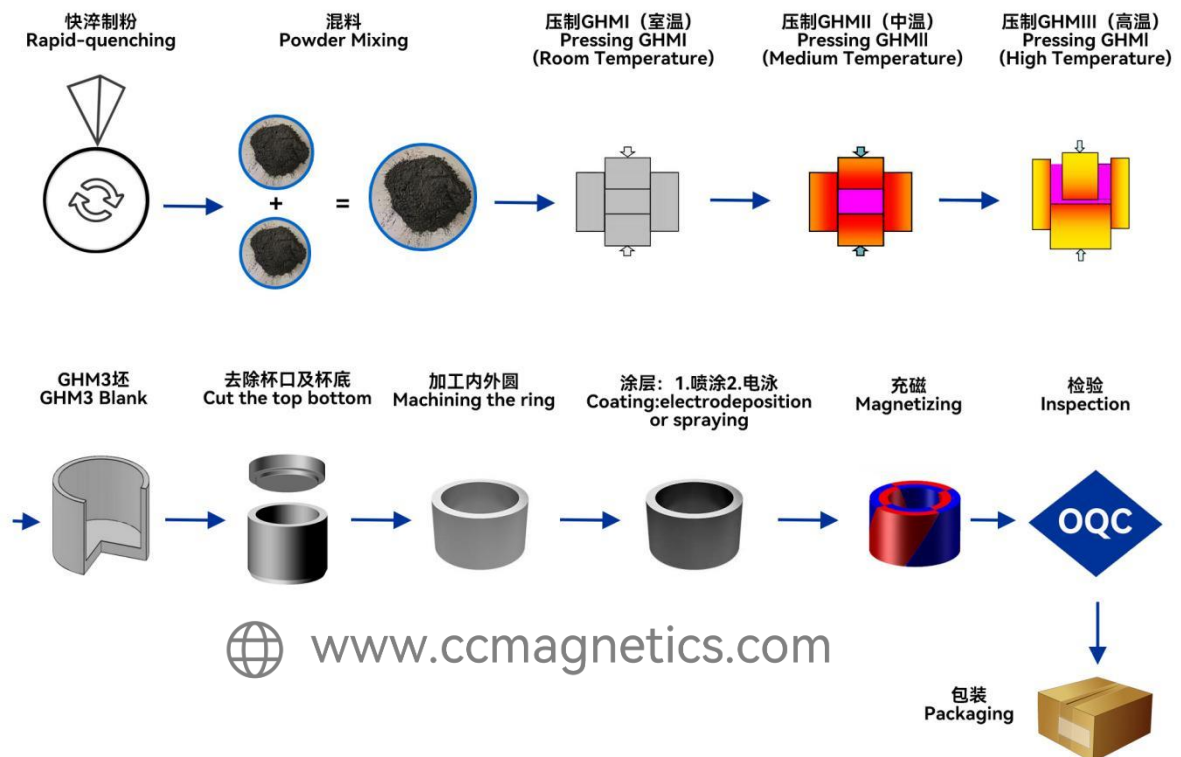 快淬制粉
Rapid-quenching
混料
Powder Mixing
压制GHMI（室温）
Pressing GHMI
(Room Temperature)
压制GHMII（中温）
Pressing GHMII
(Medium Temperature)
压制GHMIII（高温）
Pressing GHMI
(High Temperature)
+
=
GHM3坯
GHM3 Blank
去除杯口及杯底
Cut the top bottom
加工内外圆
Machining the ring
涂层：1.喷涂2.电泳
Coating:electrodeposition
or spraying
充磁
Magnetizing
检验
Inspection
OQC
www.ccmagnetics.com
包装
Packaging